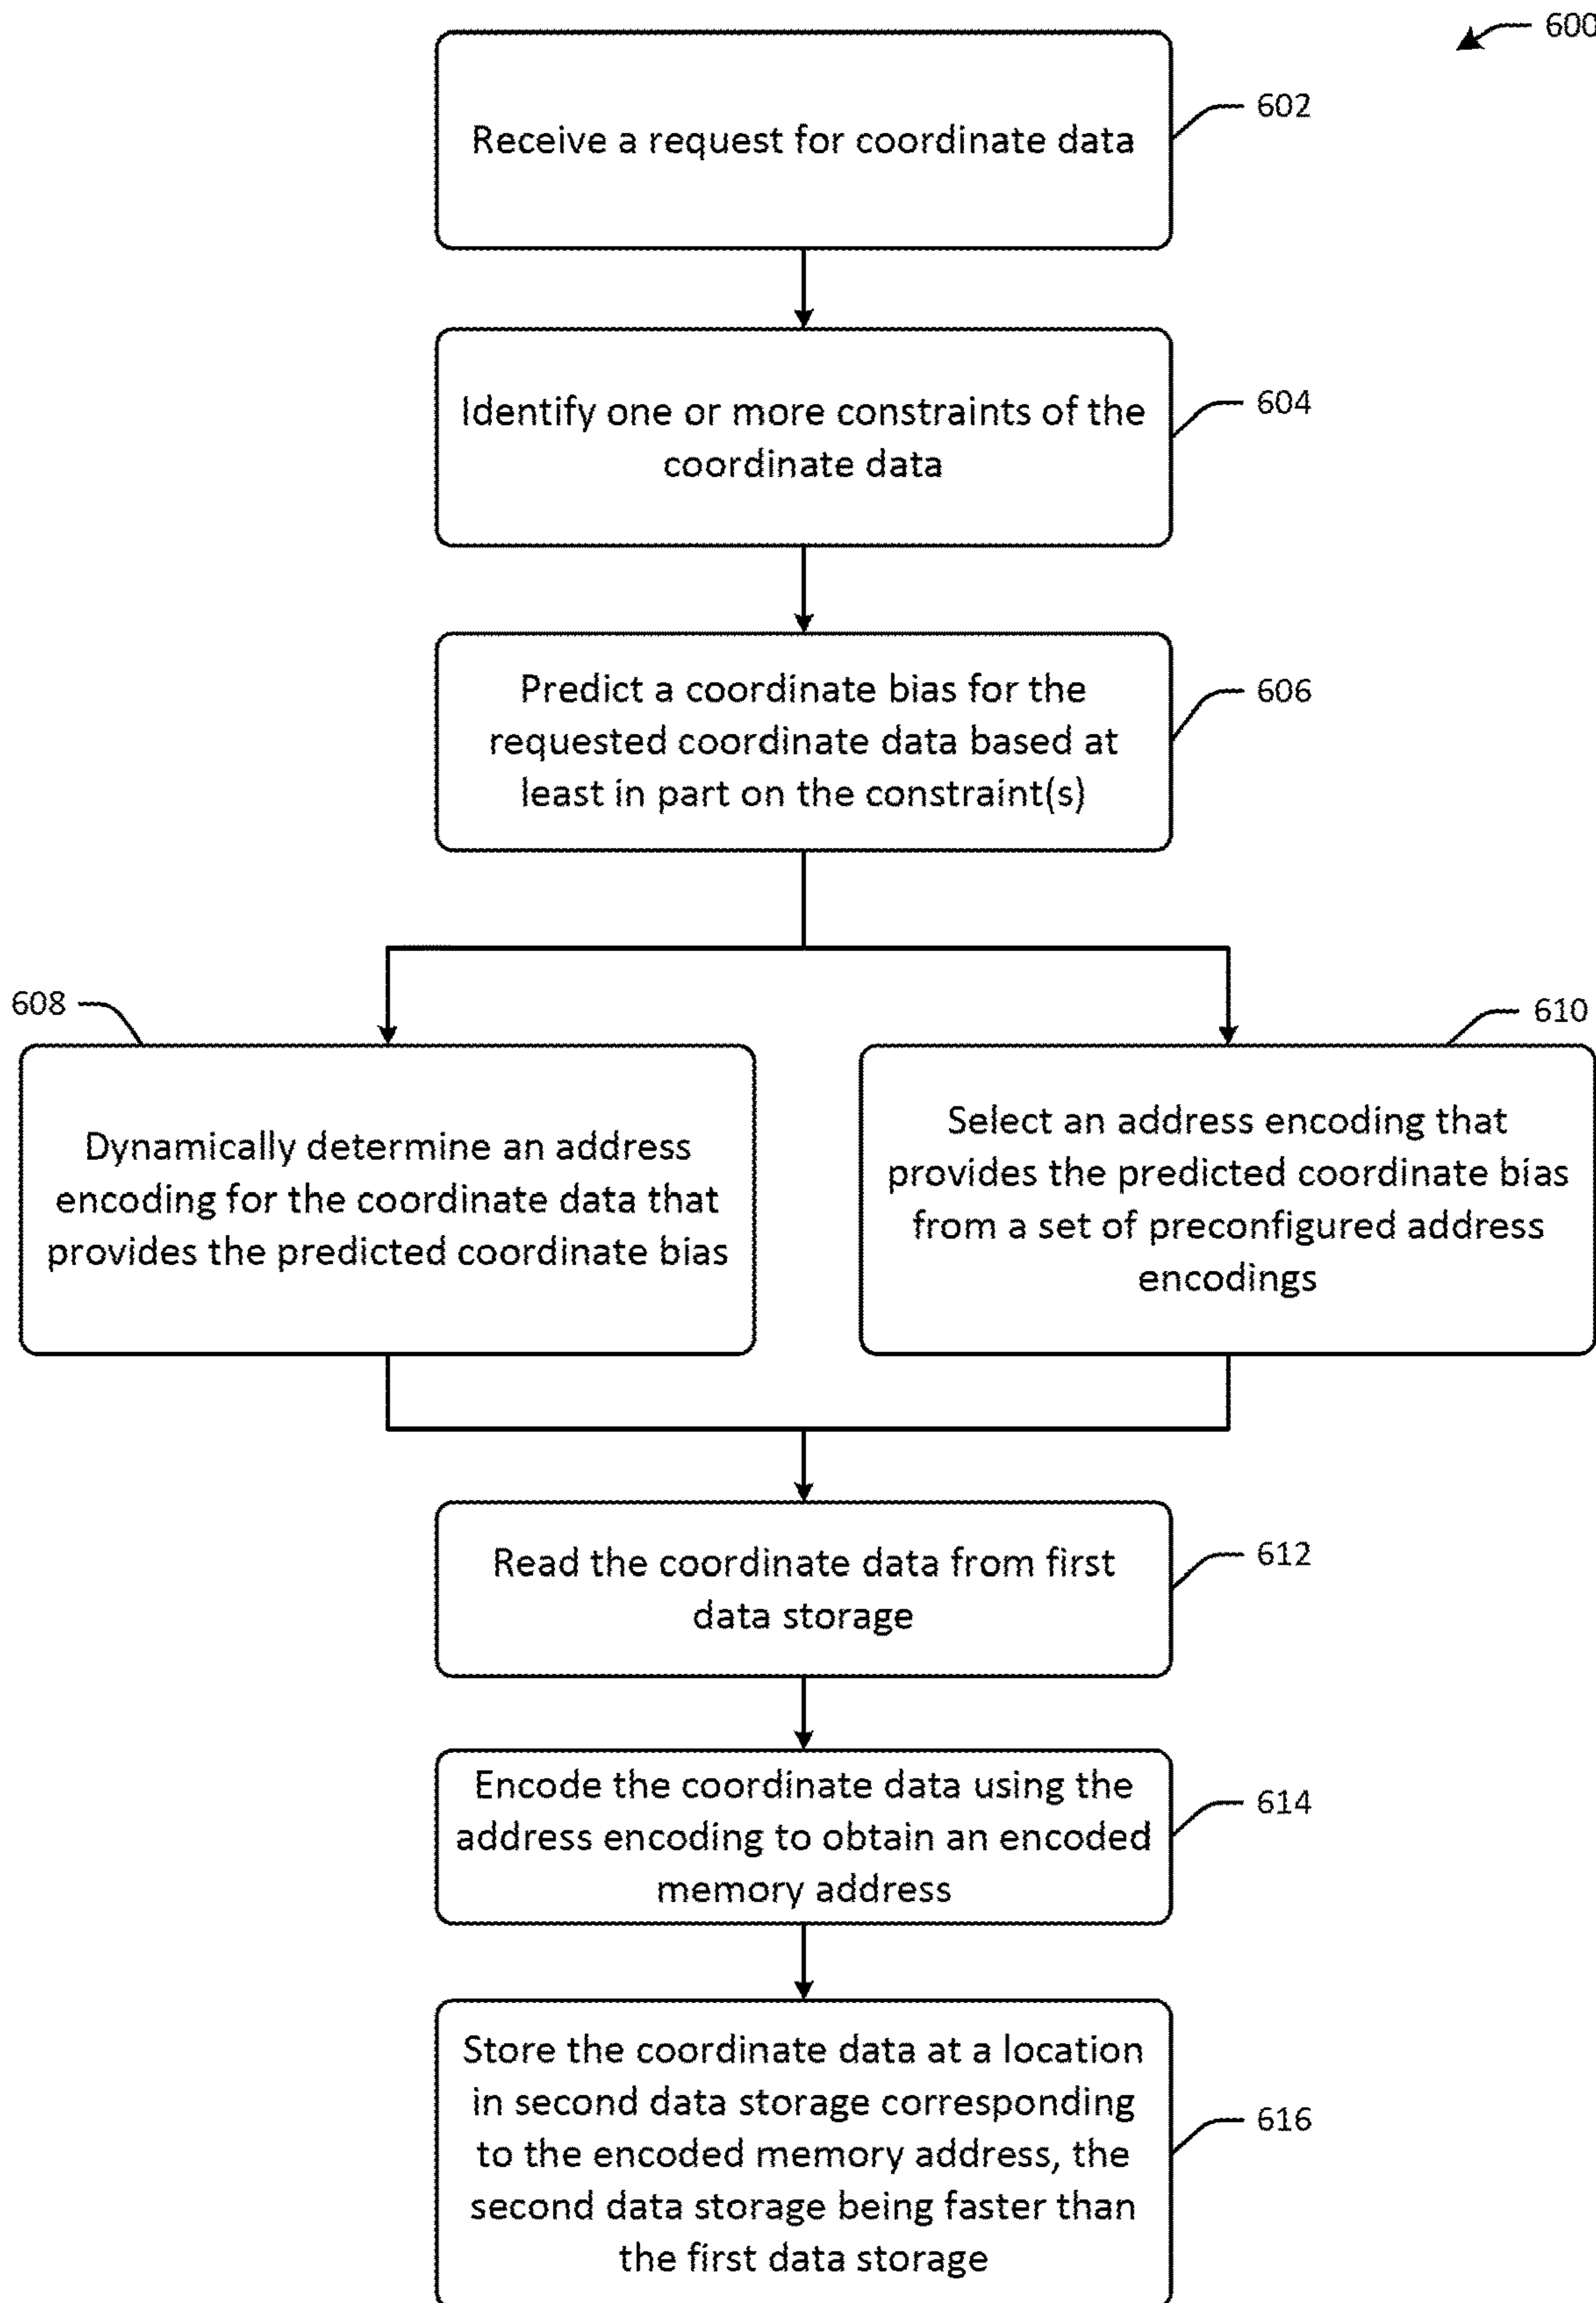 600
602
Receive a request for coordinate data
604
Identify one or more constraints of the
coordinate data
606
Predict a coordinate bias for the
requested coordinate data based at
least in part on the constraint(s)
608
610
Dynamically determine an address
encoding for the coordinate data that
provides the predicted coordinate bias
Select an address encoding that
provides the predicted coordinate bias
from a set of preconfigured address
encodings
612
Read the coordinate data from first
data storage
614
Encode the coordinate data using the
address encoding to obtain an encoded
memory address
616
Store the coordinate data at a location
in second data storage corresponding
to the encoded memory address, the
second data storage being faster than
the first data storage